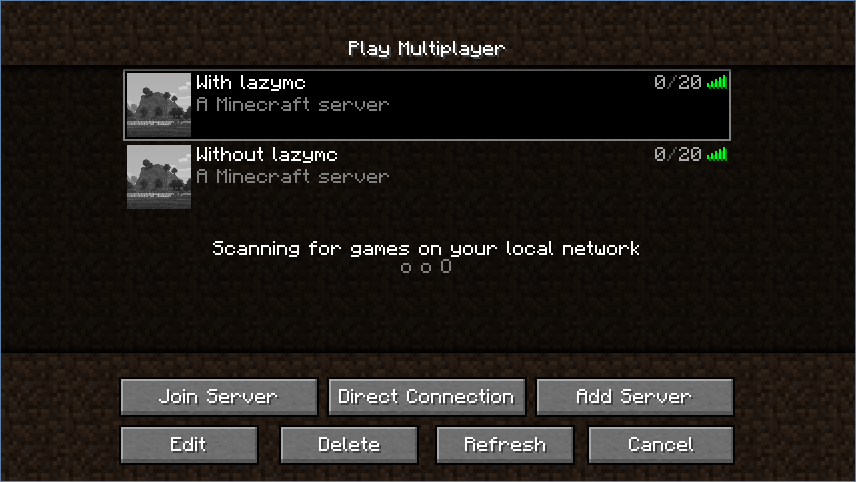 Play Multiplayer
With lazymc 0/20
A Minecraft server
Without lazymc 0/20
A Minecraft server
Scanning for games on your local network
o o O
Join Server Direct Connection Add Server
Edit Delete Refresh Cancel